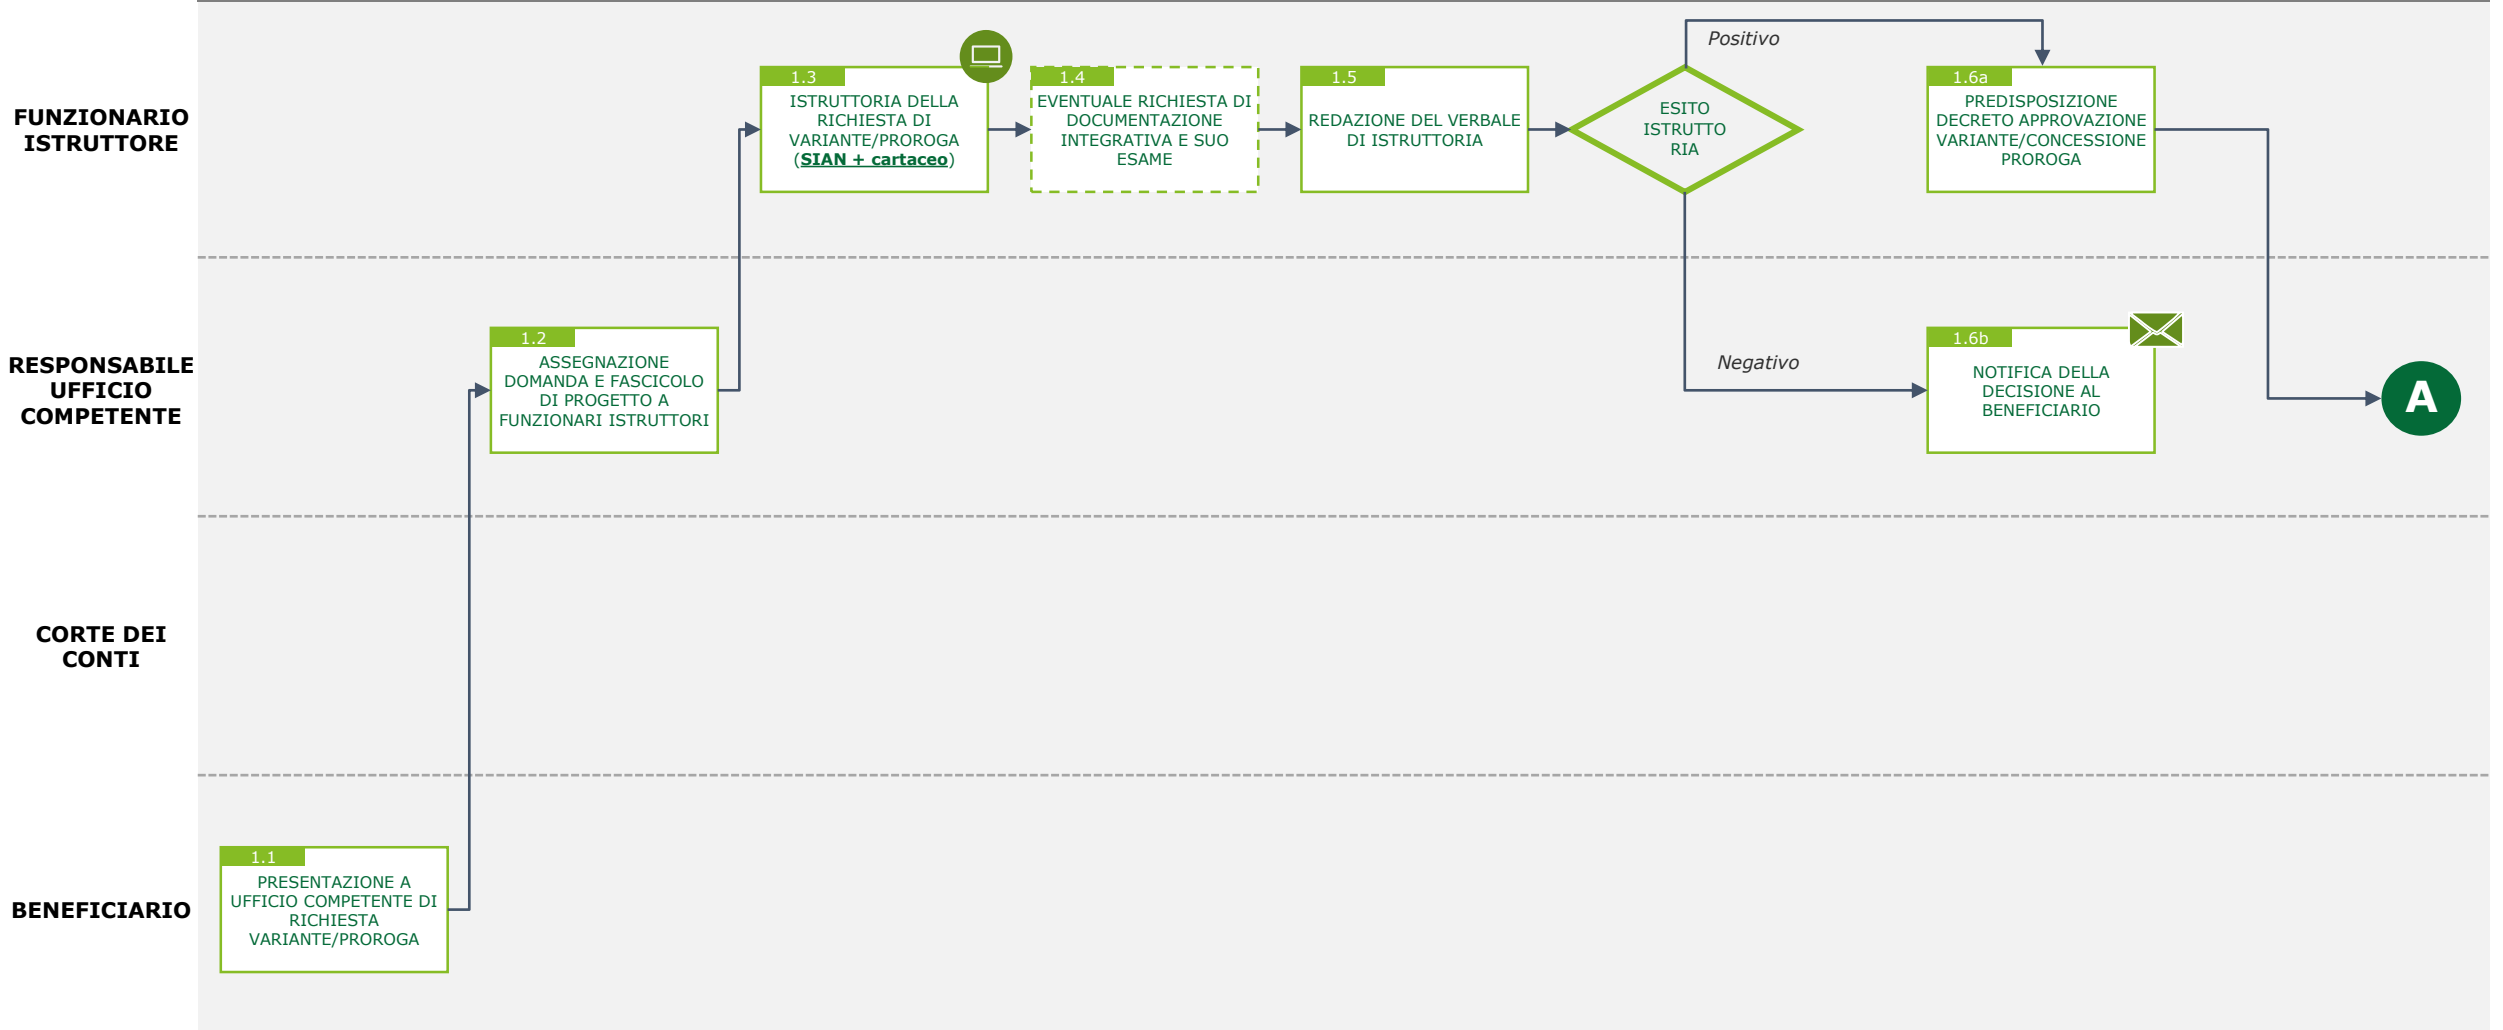 FUNZIONARIO
ISTRUTTORE
1.3
ISTRUTTORIA DELLA
RICHIESTA DI
VARIANTE/PROROGA
(SIAN + cartaceo)
1.4
EVENTUALE RICHIESTA DI
DOCUMENTAZIONE
INTEGRATIVA E SUO
ESAME
1.5
REDAZIONE DEL VERBALE
DI ISTRUTTORIA
ESITO
ISTRUTTO
RIA
Positivo
1.6a
PREDISPOSIZIONE
DECRETO APPROVAZIONE
VARIANTE/CONCESSIONE
PROROGA
RESPONSABILE
UFFICIO
COMPETENTE
1.2
ASSEGNAZIONE
DOMANDA E FASCICOLO
DI PROGETTO A
FUNZIONARI ISTRUTTORI
Negativo
1.6b
NOTIFICA DELLA
DECISIONE AL
BENEFICIARIO
A
CORTE DEI
CONTI
BENEFICIARIO
1.1
PRESENTAZIONE A
UFFICIO COMPETENTE DI
RICHIESTA
VARIANTE/PROROGA